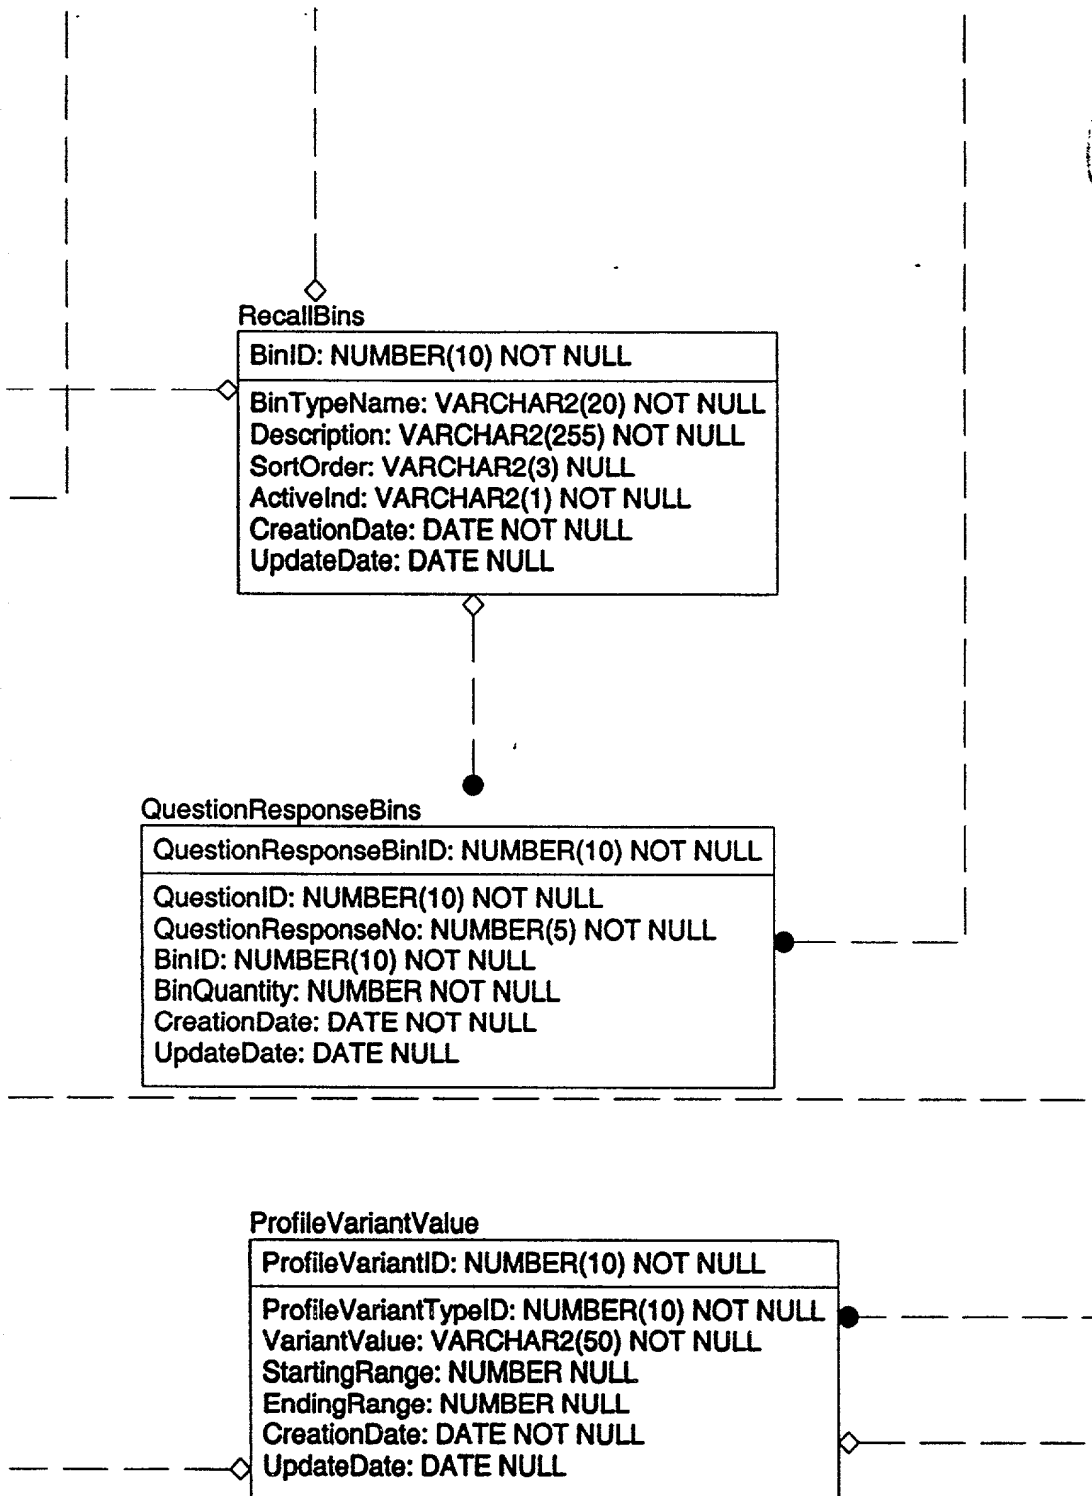 RecallBins
BinID: NUMBER(10) NOT NULL
BinTypeName: VARCHAR2(20) NOT NULL
Description: VARCHAR2(255) NOT NULL
SortOrder: VARCHAR2(3) NULL
ActiveInd: VARCHAR2(1) NOT NULL
CreationDate: DATE NOT NULL
UpdateDate: DATE NULL
QuestionResponseBins
QuestionResponseBinID: NUMBER(10) NOT NULL
QuestionID: NUMBER(10) NOT NULL
QuestionResponseNo: NUMBER(5) NOT NULL
BinID: NUMBER(10) NOT NULL
BinQuantity: NUMBER NOT NULL
CreationDate: DATE NOT NULL
UpdateDate: DATE NULL
ProfileVariantValue
ProfileVariantID: NUMBER(10) NOT NULL
ProfileVariantTypeID: NUMBER(10) NOT NULL
VariantValue: VARCHAR2(50) NOT NULL
StartingRange: NUMBER NULL
EndingRange: NUMBER NULL
CreationDate: DATE NOT NULL
UpdateDate: DATE NULL